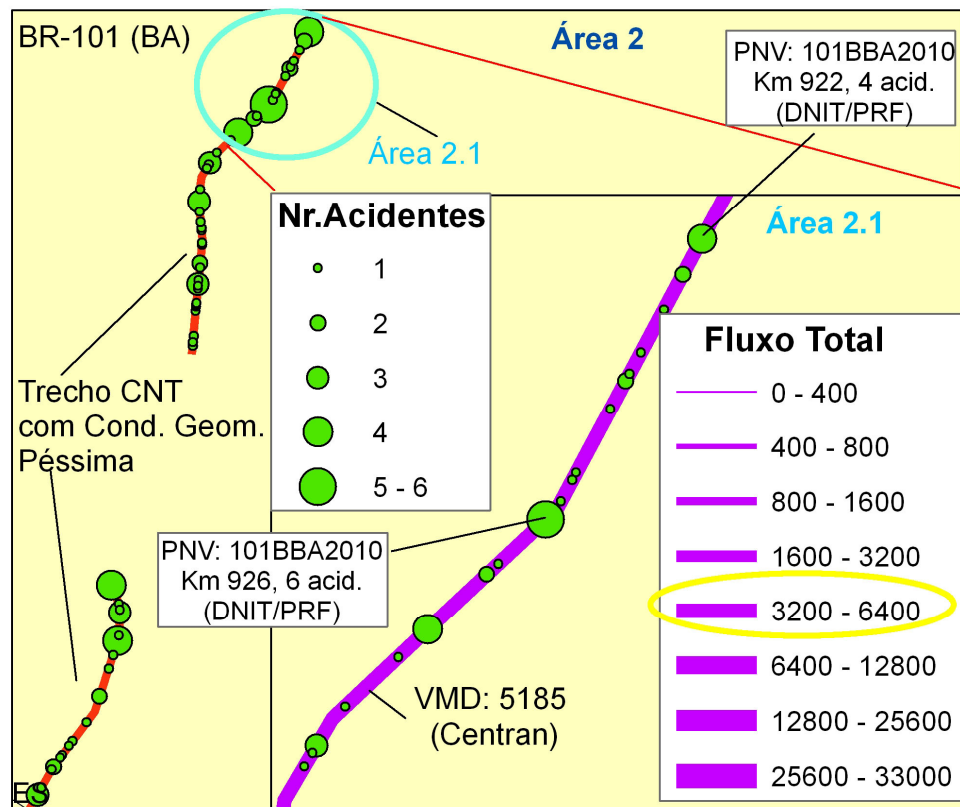 BR-101 (BA)
Área 2
PNV: 101BBA2010
Km 922, 4 acid.
(DNIT/PRF)
Área 2.1
Nr.Acidentes
1
2
3
4
5 - 6
Área 2.1
Trecho CNT
com Cond. Geom.
Péssima
Fluxo Total
0 - 400
400 - 800
800 - 1600
1600 - 3200
3200 - 6400
6400 - 12800
12800 - 25600
25600 - 33000
PNV: 101BBA2010
Km 926, 6 acid.
(DNIT/PRF)
VMD: 5185
(Centran)